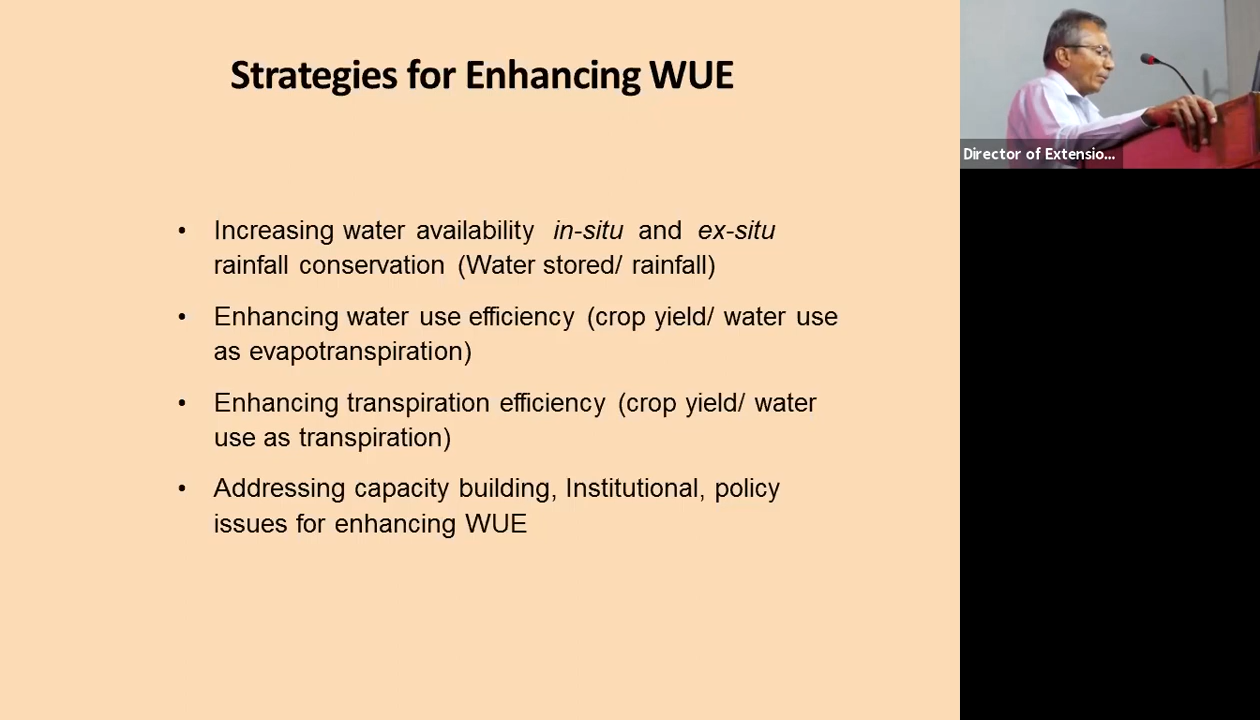 Strategies for Enhancing WUE
• Increasing water availability in-situ and ex-situ
rainfall conservation (Water stored/ rainfall)
• Enhancing water use efficiency (crop yield/ water use
as evapotranspiration)
• Enhancing transpiration efficiency (crop yield/ water
use as transpiration)
• Addressing capacity building, Institutional, policy
issues for enhancing WUE
Director of Extensio...